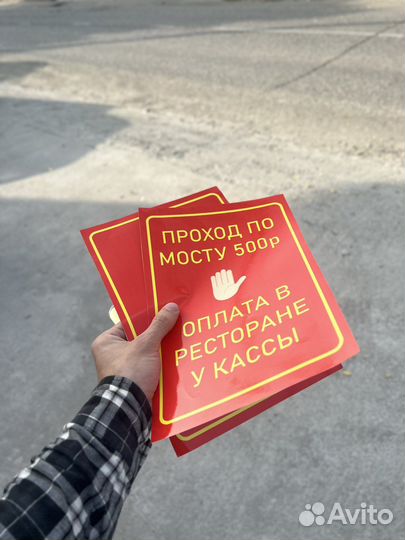 ПРОХОД ПО
МОСТУ 500Р
ОПЛАТА В
РЕСТОРАНЕ
У КАССЫ
Avito